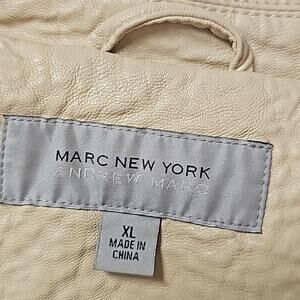 MARC NEW YORK
ANDREW MARC
XL
MADE IN
CHINA